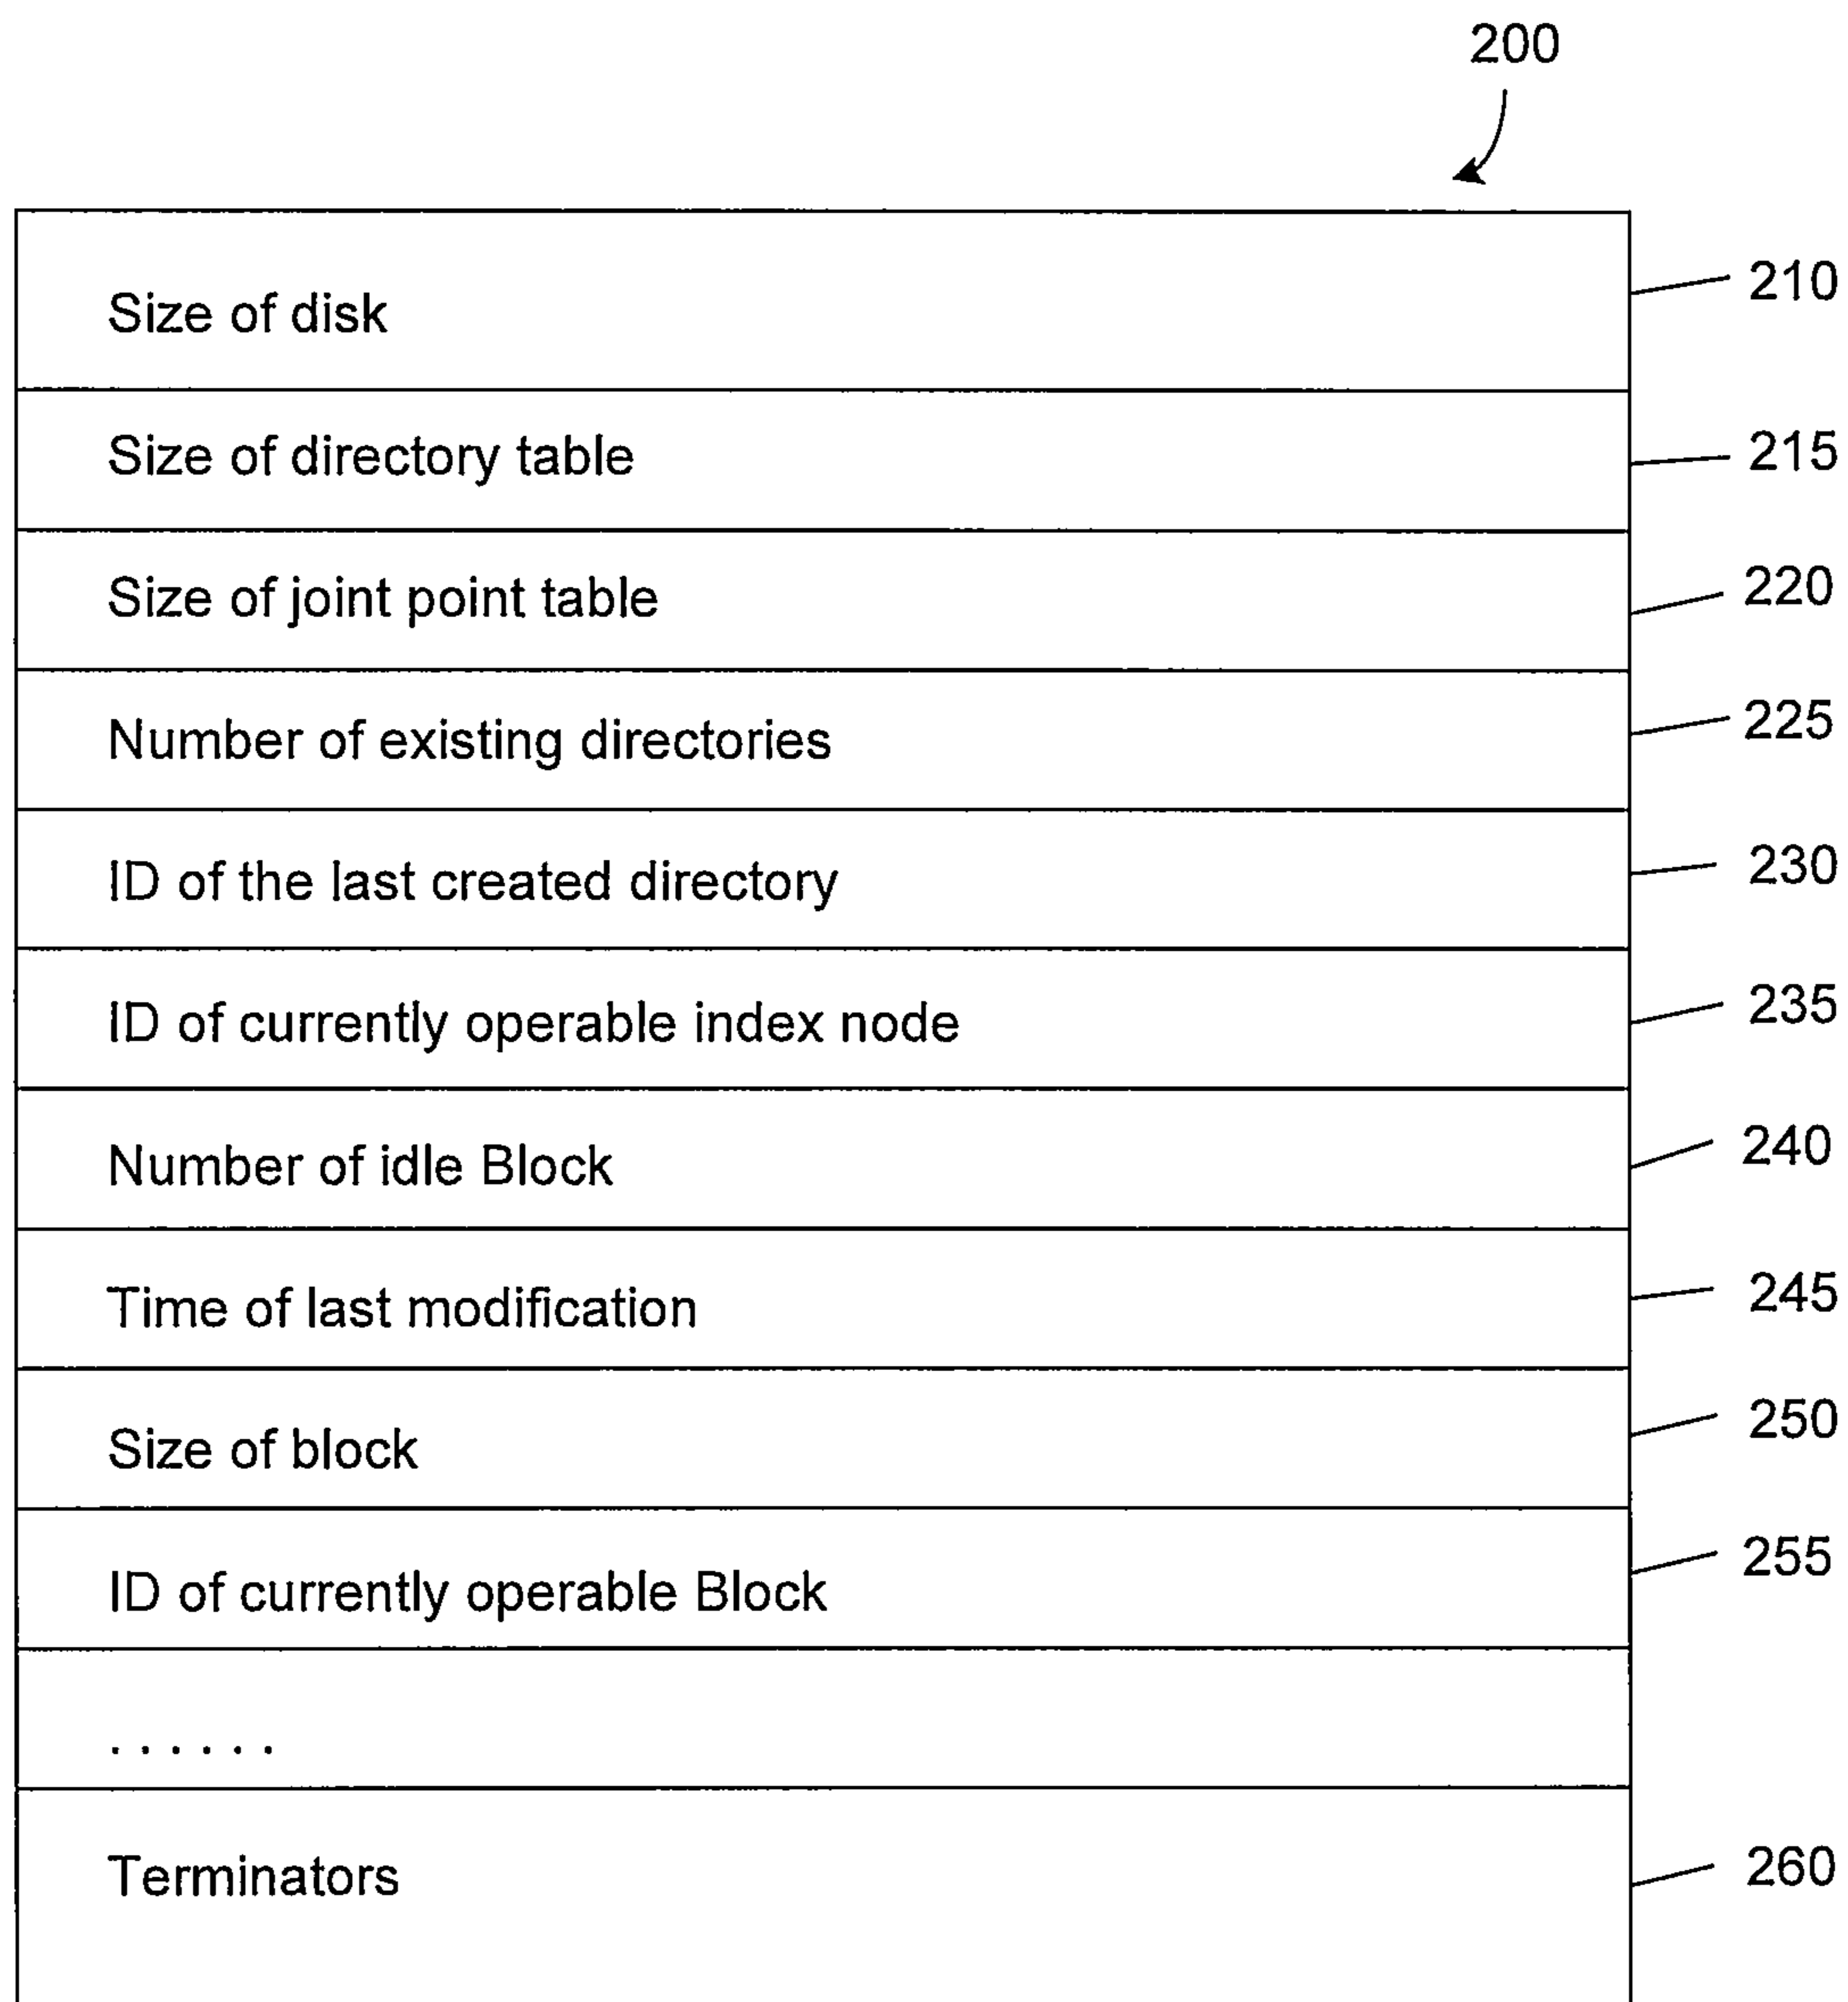 200
Size of disk 210
Size of directory table 215
Size of joint point table 220
Number of existing directories 225
ID of the last created directory 230
ID of currently operable index node 235
Number of idle Block 240
Time of last modification 245
Size of block 250
ID of currently operable Block 255
. . . . . .
Terminators 260